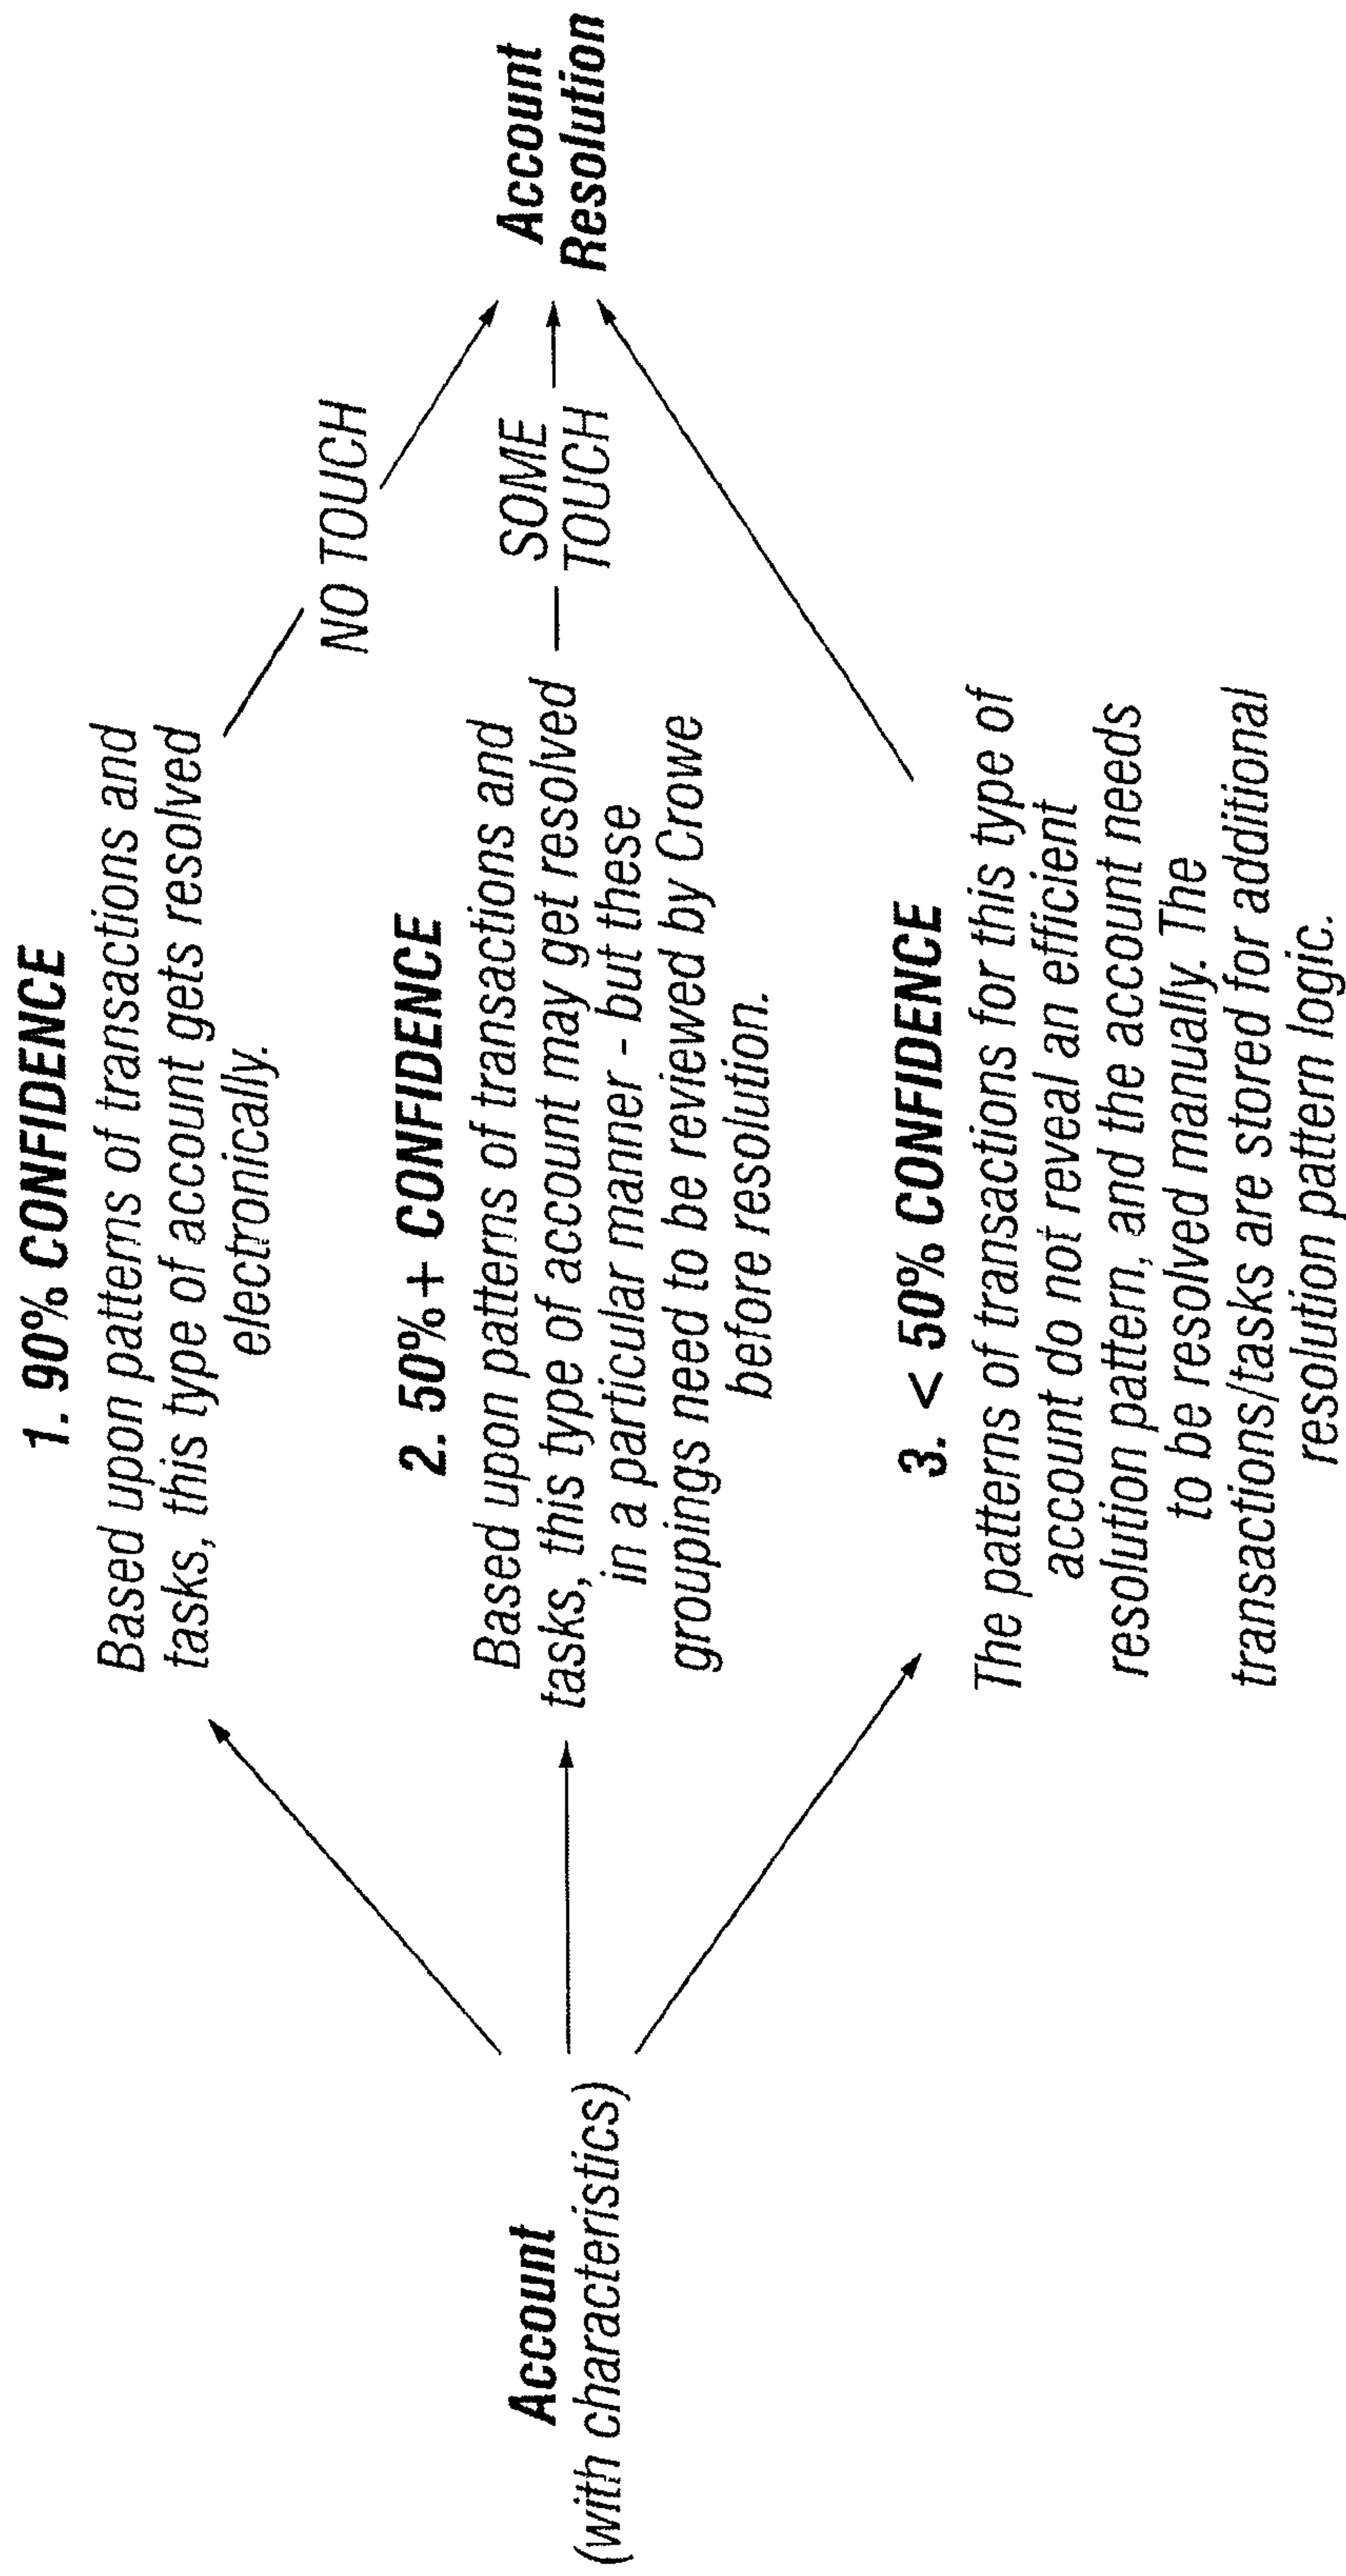 Account
(with characteristics)
1. 90% CONFIDENCE
Based upon patterns of transactions and
tasks, this type of account gets resolved
electronically.
NO TOUCH
2. 50%+ CONFIDENCE
Based upon patterns of transactions and
tasks, this type of account may get resolved
in a particular manner - but these
groupings need to be reviewed by Crowe
before resolution.
SOME
TOUCH
3. < 50% CONFIDENCE
The patterns of transactions for this type of
account do not reveal an efficient
resolution pattern, and the account needs
to be resolved manually. The
transactions/tasks are stored for additional
resolution pattern logic.
Account
Resolution